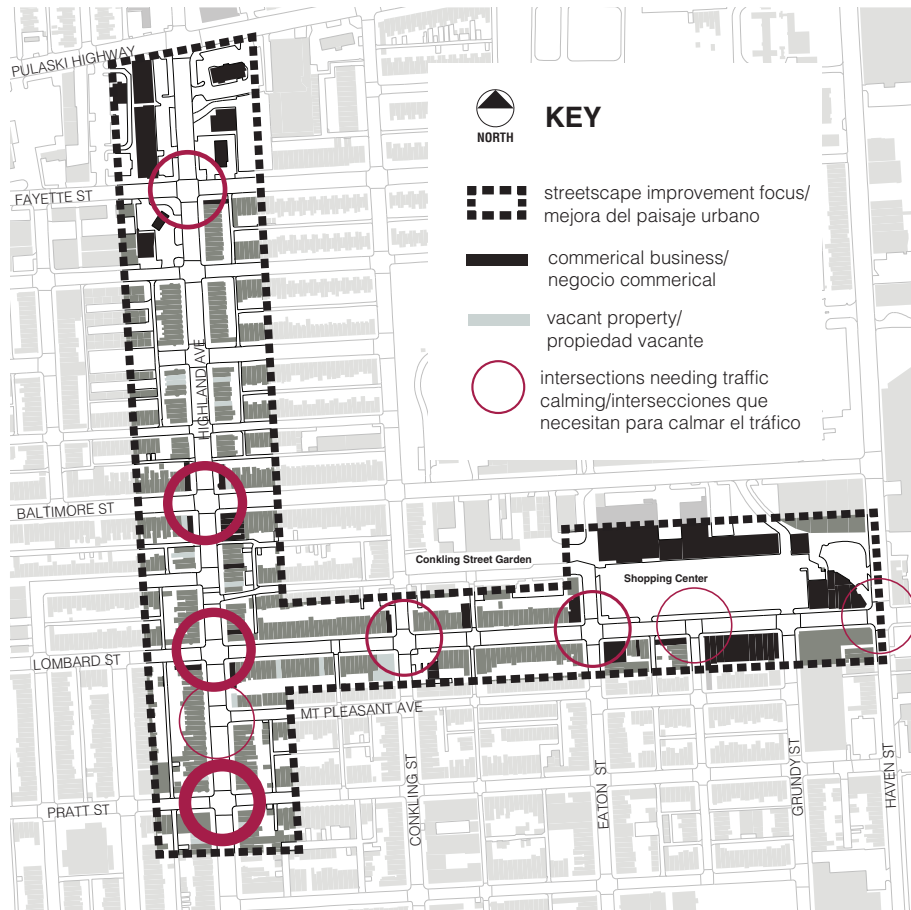 PULASKI HIGHWAY
NORTH
KEY
streetscape improvement focus/
mejora del paisaje urbano
commerical business/
negocio commerical
vacant property/
propiedad vacante
intersections needing traffic
calming/intersecciones que
necesitan para calmar el tráfico
FAYETTE ST
HIGHLAND AVE
BALTIMORE ST
Conkling Street Garden
Shopping Center
LOMBARD ST
MT PLEASANT AVE
PRATT ST
CONKLING ST
EATON ST
GRUNDY ST
HAVEN ST